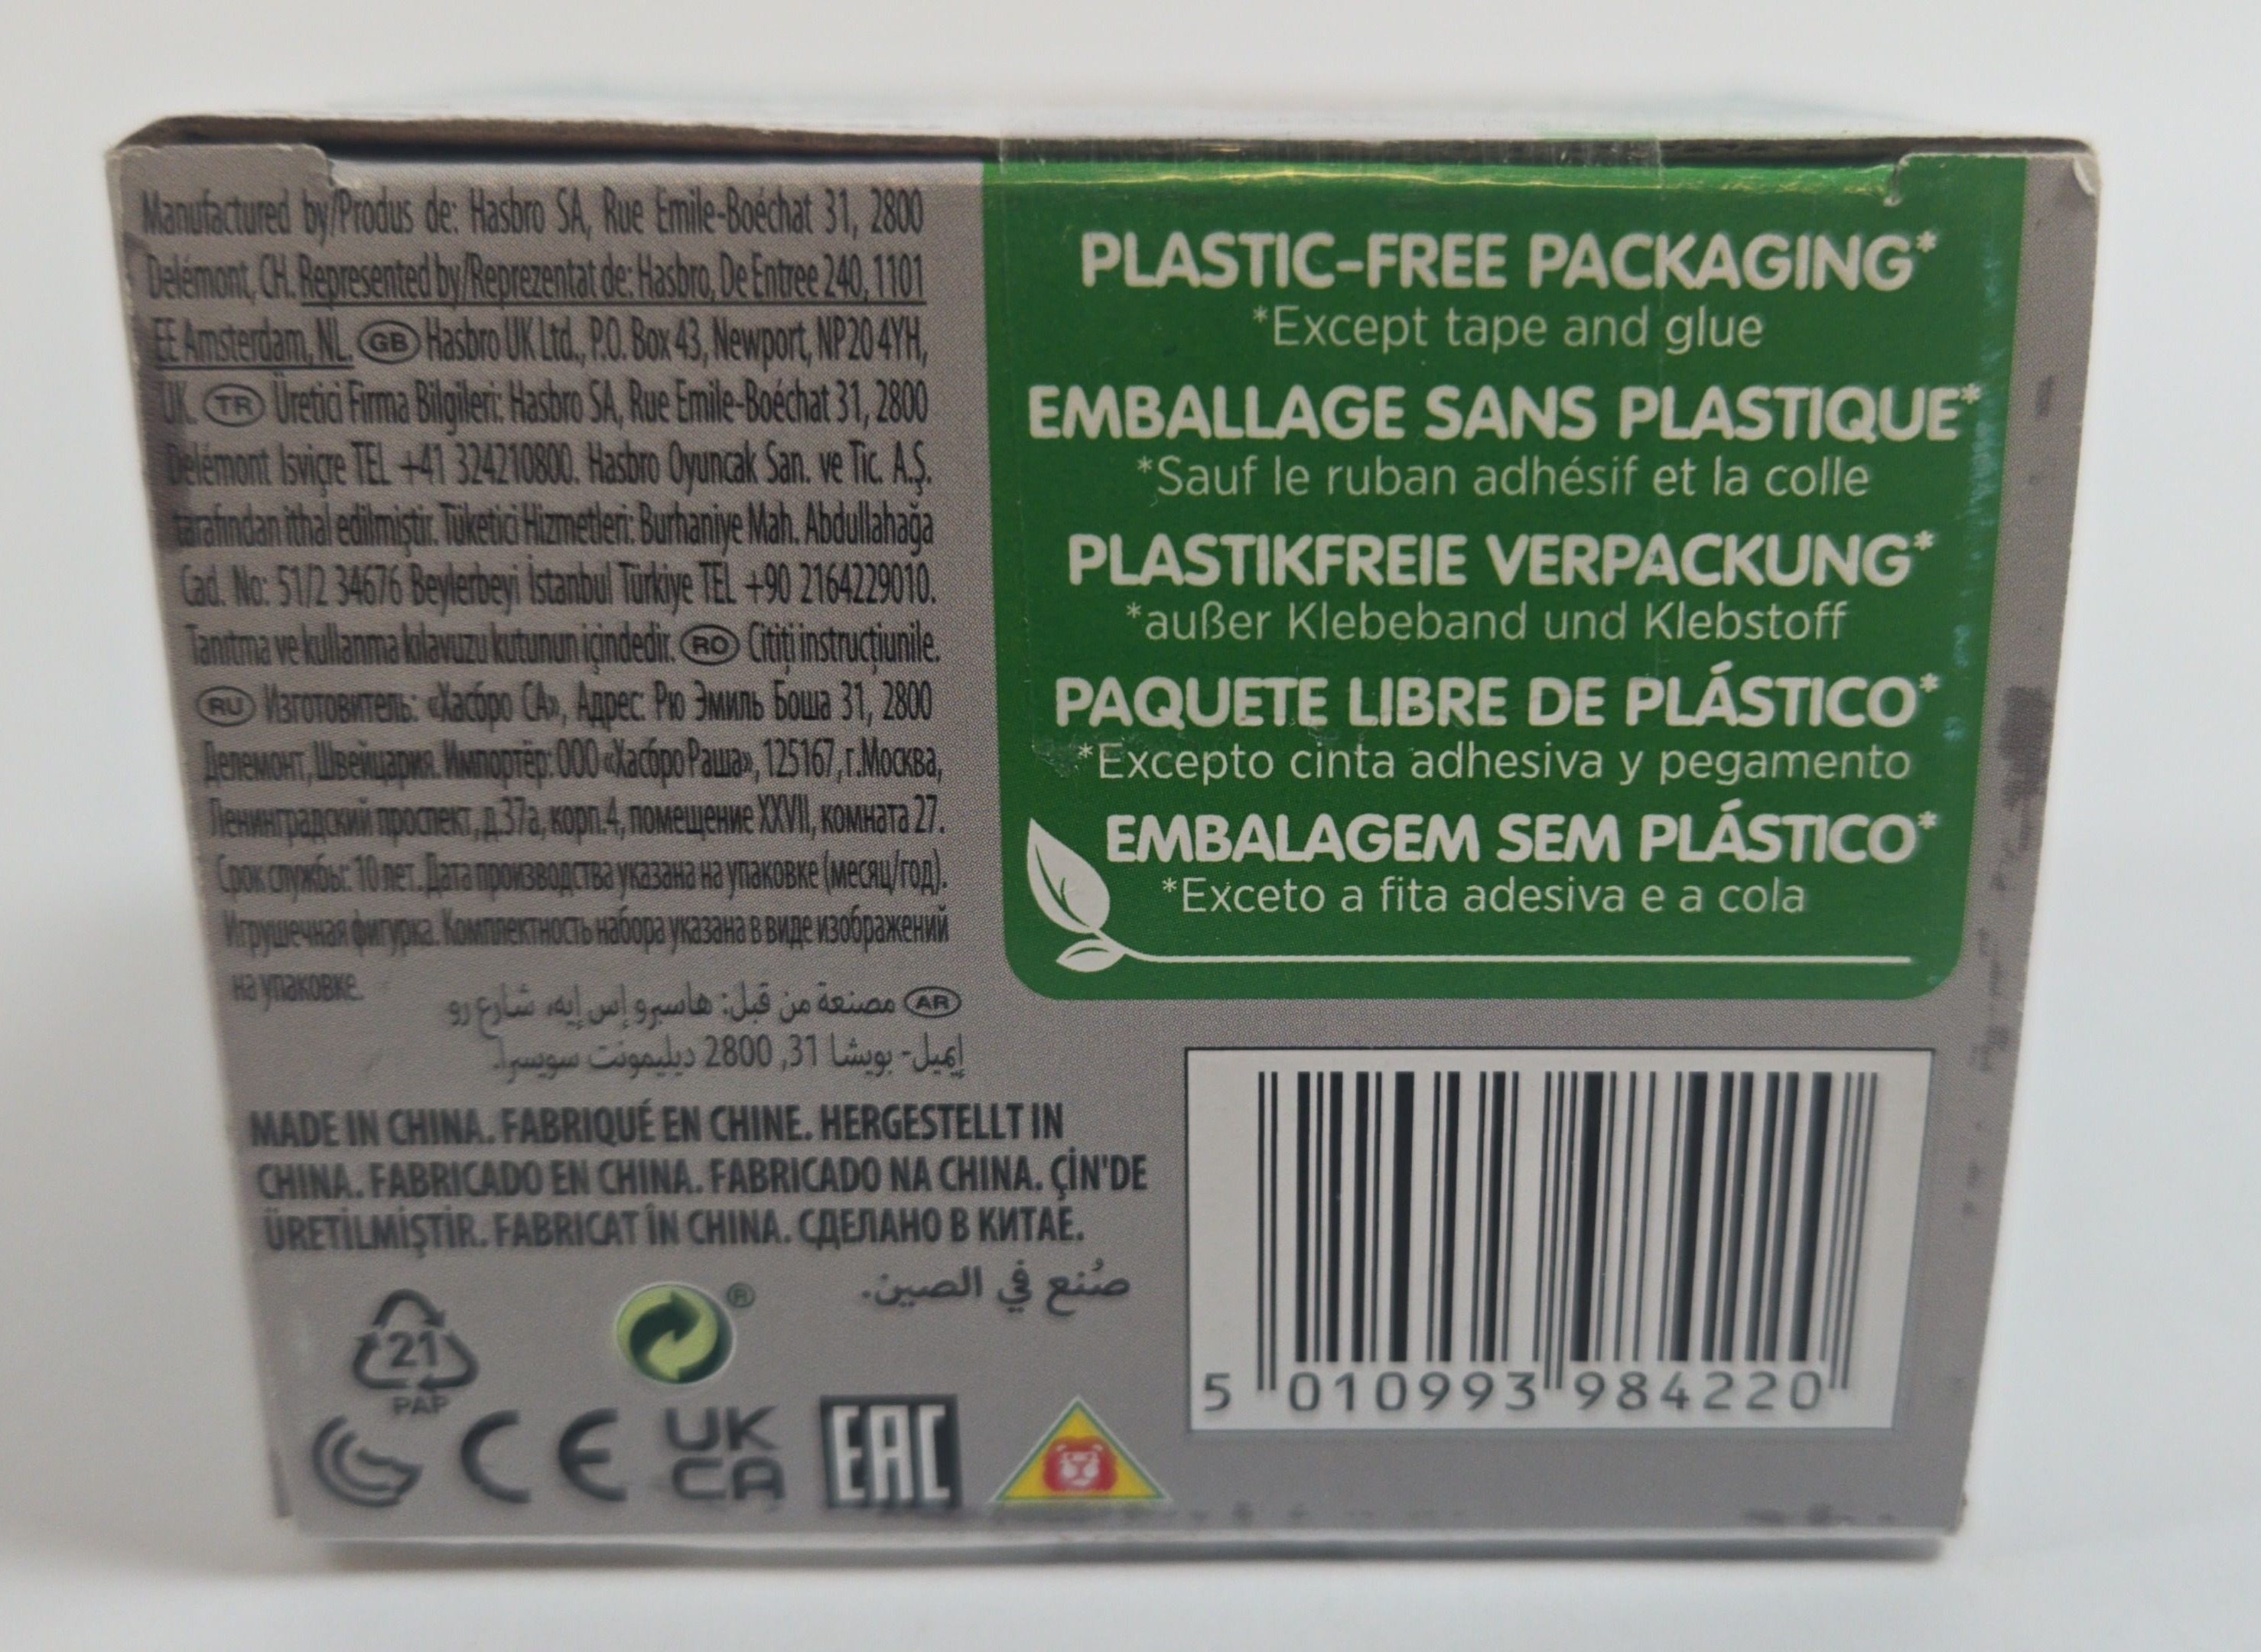 Manufactured by/Produs de: Hasbro SA, Rue Emile-Boéchat 31, 2800
Delémont, CH. Represented by/Reprezentat de: Hasbro, De Entree 240, 1101
EE Amsterdam, NL. GB Hasbro UK Ltd., P.O. Box 43, Newport, NP20 4YH,
UK. TR Üretici Firma Bilgileri: Hasbro SA, Rue Emile-Boéchat 31, 2800
Delémont Isviçre TEL +41 324210800. Hasbro Oyuncak San. ve Tic. A.Ş.
tarafından ithal edilmiştir. Tüketici Hizmetleri: Burhaniye Mah. Abdullahağa
Cad. No: 51/2 34676 Beylerbeyi İstanbul Türkiye TEL +90 2164229010.
Tanıtma ve kullanma kılavuzu kutunun içindedir. RO Citiți instrucțiunile.
RU Изготовитель: «Хасбро СА», Адрес: Рю Эмиль Боша 31, 2800
Делемонт, Швейцария. Импортёр: ООО «Хасбро Раша», 125167, г.Москва,
Ленинградский проспект, д.37а, корп.4, помещение XXVII, комната 27.
Срок службы: 10 лет. Дата производства указана на упаковке (месяц/год).
Игрушечная фигурка. Комплектность набора указана в виде изображений
на упаковке.
AR مصنعة من قبل: هاسبرو إس إيه، شارع رو
إميل- بويشا 31, 2800 ديليمونت سويسرا.
MADE IN CHINA. FABRIQUÉ EN CHINE. HERGESTELLT IN
CHINA. FABRICADO EN CHINA. FABRICADO NA CHINA. ÇİN'DE
ÜRETİLMİŞTİR. FABRICAT ÎN CHINA. СДЕЛАНО В КИТАЕ.
صُنع في الصين.
21
PAP
®
CE
UK
CA
EAC
PLASTIC-FREE PACKAGING*
*Except tape and glue
EMBALLAGE SANS PLASTIQUE*
*Sauf le ruban adhésif et la colle
PLASTIKFREIE VERPACKUNG*
*außer Klebeband und Klebstoff
PAQUETE LIBRE DE PLÁSTICO*
*Excepto cinta adhesiva y pegamento
EMBALAGEM SEM PLÁSTICO*
*Exceto a fita adesiva e a cola
5 010993 984220